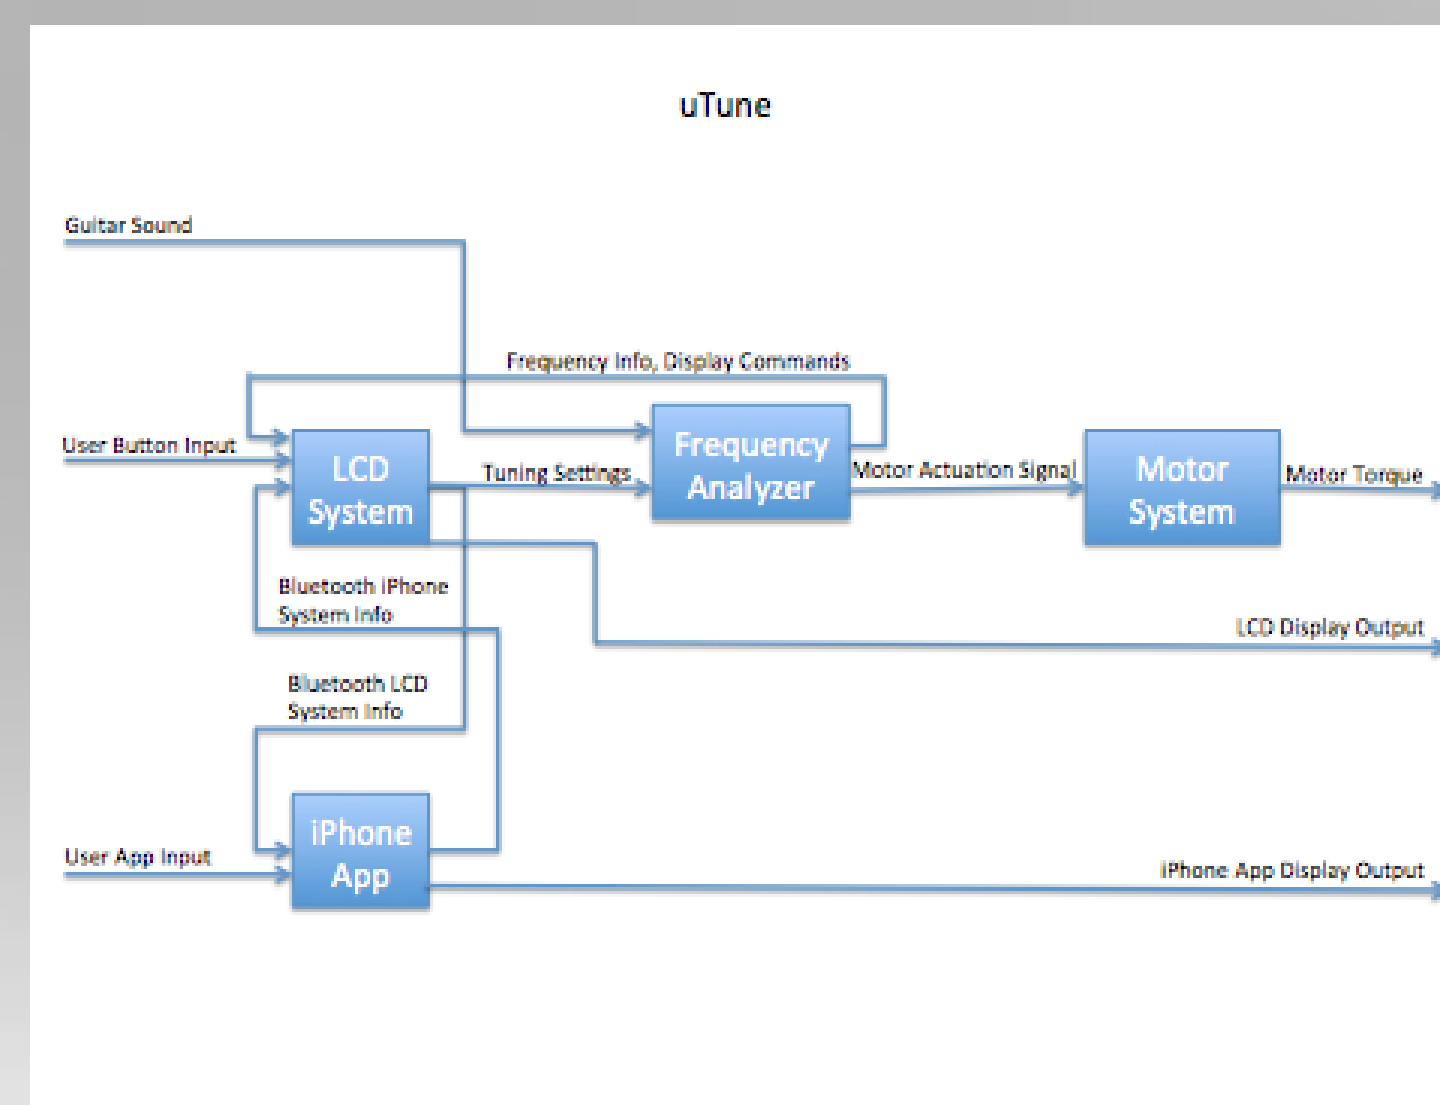 uTune
Guitar Sound
Frequency Info, Display Commands
User Button Input
LCD
System
Tuning Settings
Frequency
Analyzer
Motor Actuation Signal
Motor
System
Motor Torque
Bluetooth iPhone
System Info
LCD Display Output
Bluetooth LCD
System Info
iPhone
App
User App Input
iPhone App Display Output